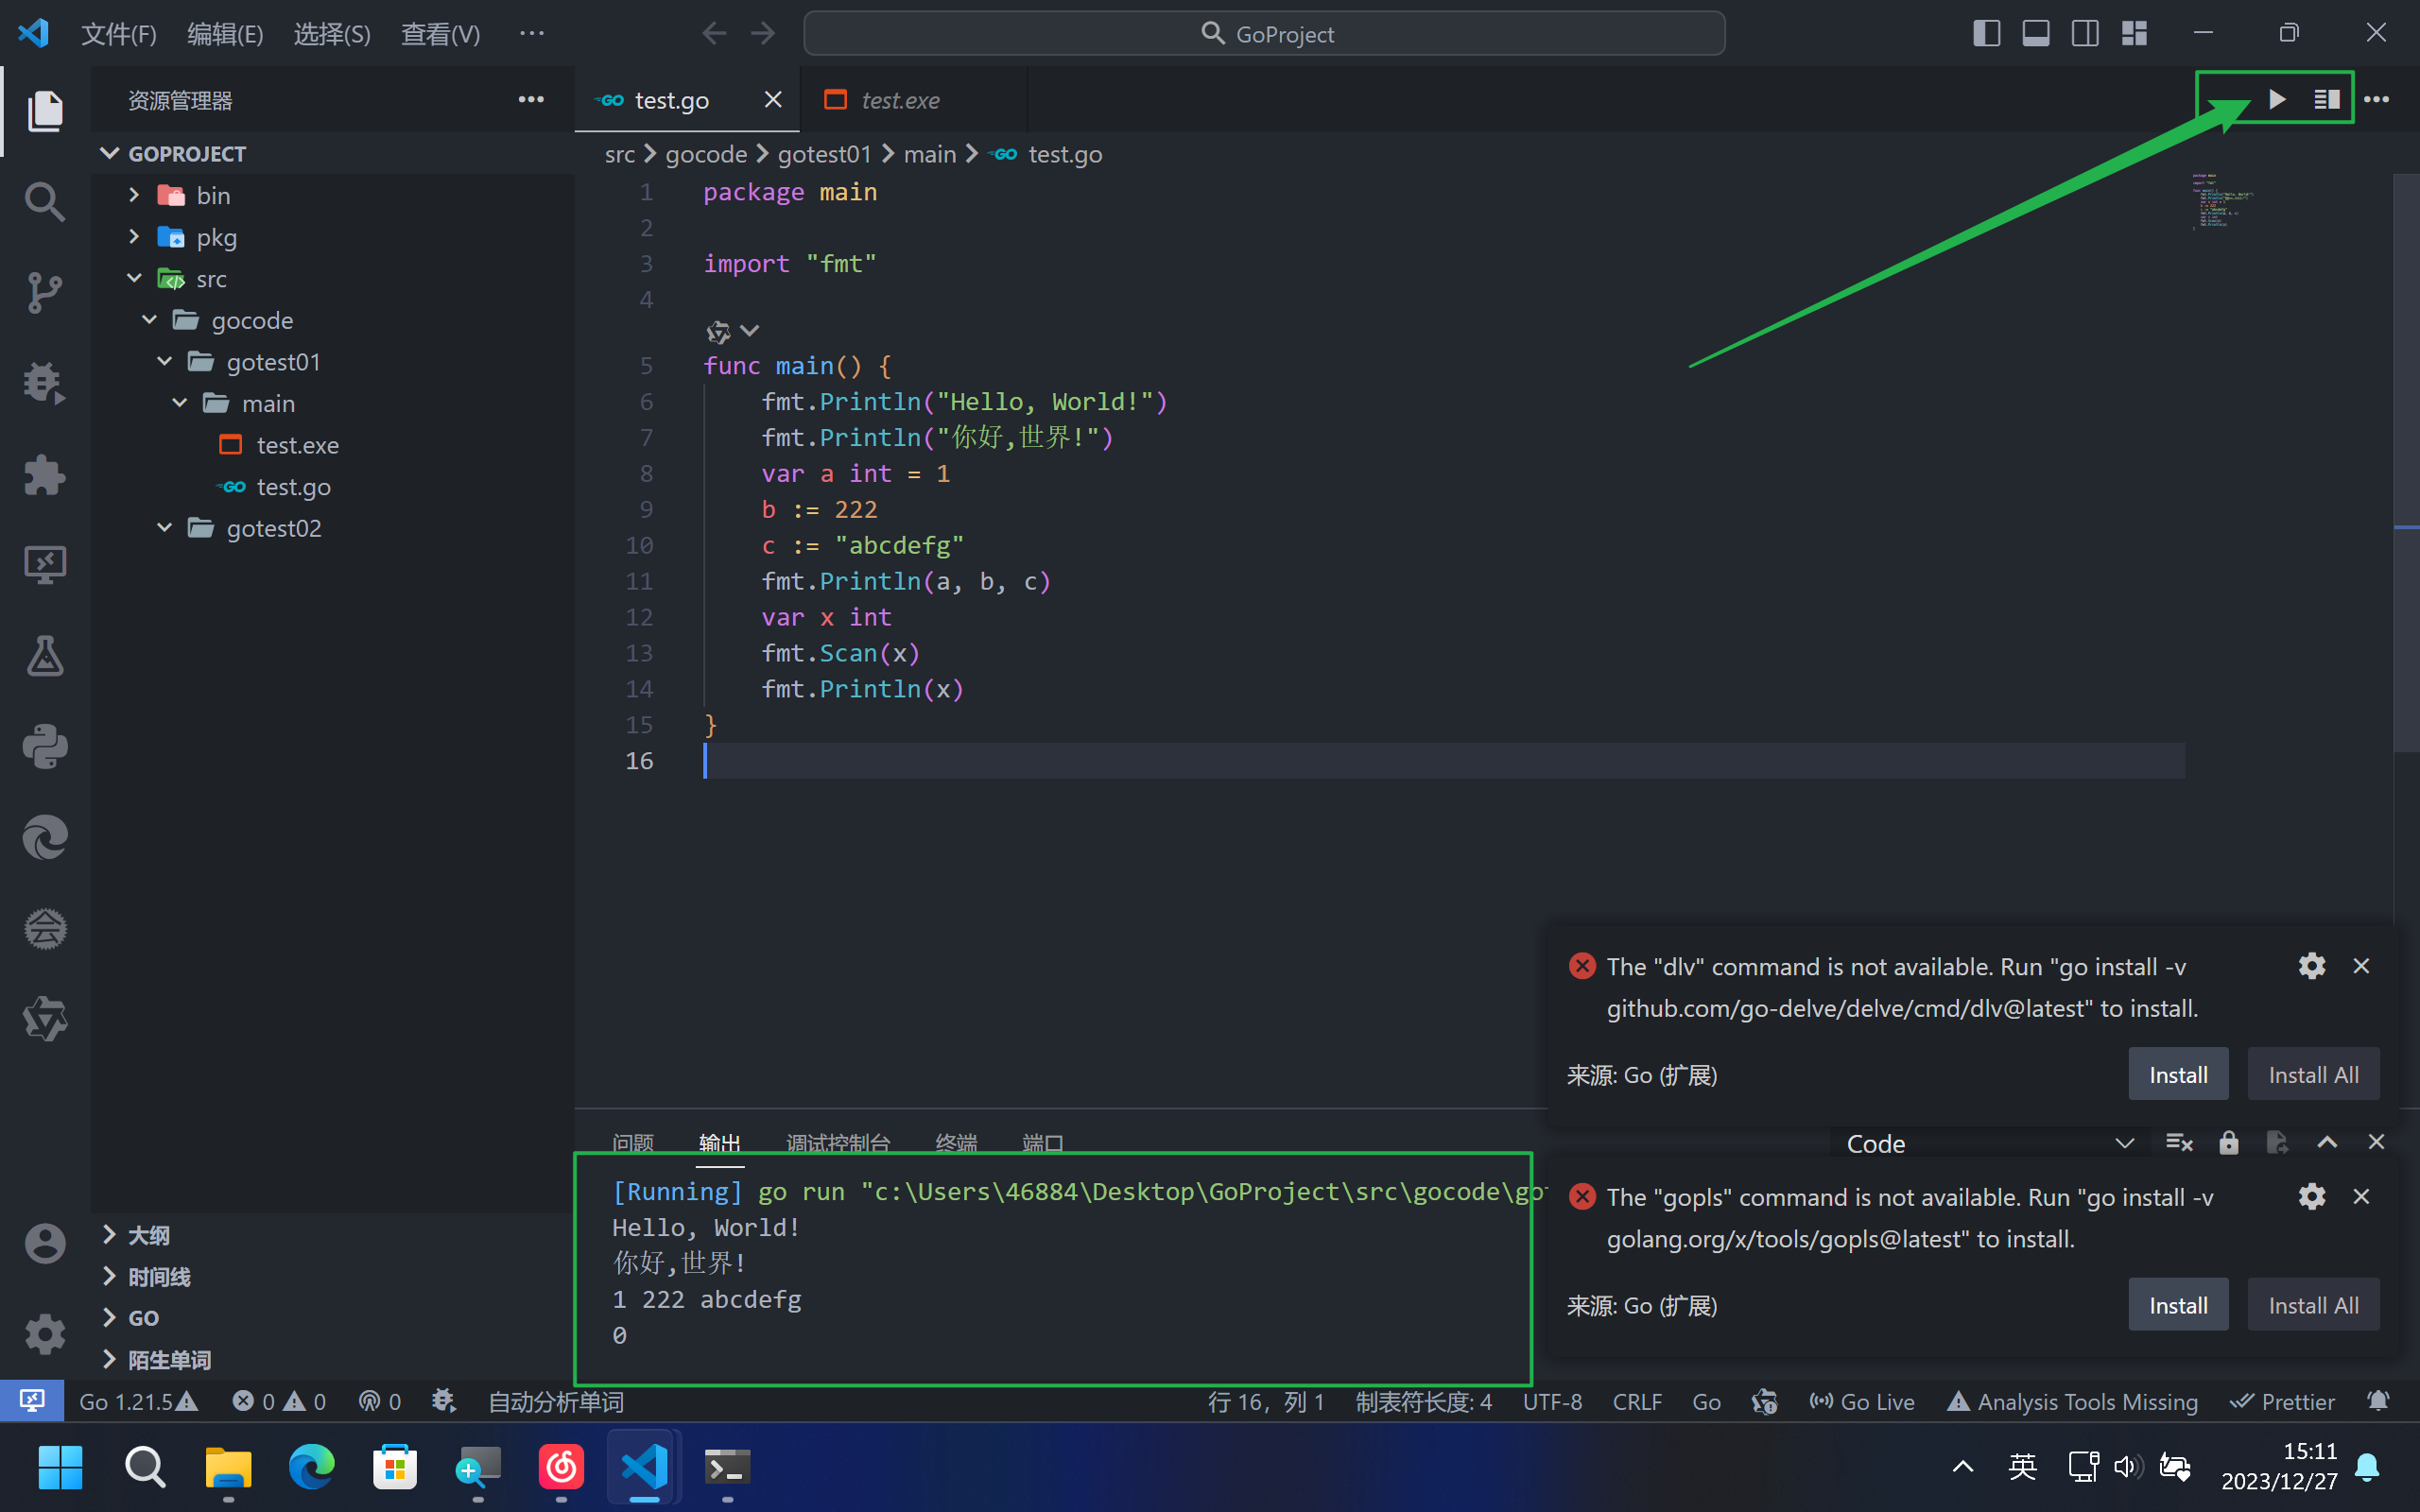 文件(F) 编辑(E) 选择(S) 查看(V) ···
GoProject
资源管理器
test.go
test.exe
GOPROJECT
src > gocode > gotest01 > main > GO test.go
bin
pkg
src
gocode
gotest01
main
test.exe
GO test.go
gotest02
1 package main
2
3 import "fmt"
4
5 func main() {
6 fmt.Println("Hello, World!")
7 fmt.Println("你好,世界!")
8 var a int = 1
9 b := 222
10 c := "abcdefg"
11 fmt.Println(a, b, c)
12 var x int
13 fmt.Scan(x)
14 fmt.Println(x)
15 }
16
The "dlv" command is not available. Run "go install -v
github.com/go-delve/delve/cmd/dlv@latest" to install.
来源: Go (扩展)
Install
Install All
问题 输出 调试控制台 终端 端口
Code
[Running] go run "c:\Users\46884\Desktop\GoProject\src\gocode\go
Hello, World!
你好,世界!
1 222 abcdefg
0
The "gopls" command is not available. Run "go install -v
golang.org/x/tools/gopls@latest" to install.
来源: Go (扩展)
Install
Install All
大纲
时间线
GO
陌生单词
Go 1.21.5 0 0 0 自动分析单词
行 16，列 1 制表符长度: 4 UTF-8 CRLF Go Go Live Analysis Tools Missing Prettier
英
15:11
2023/12/27